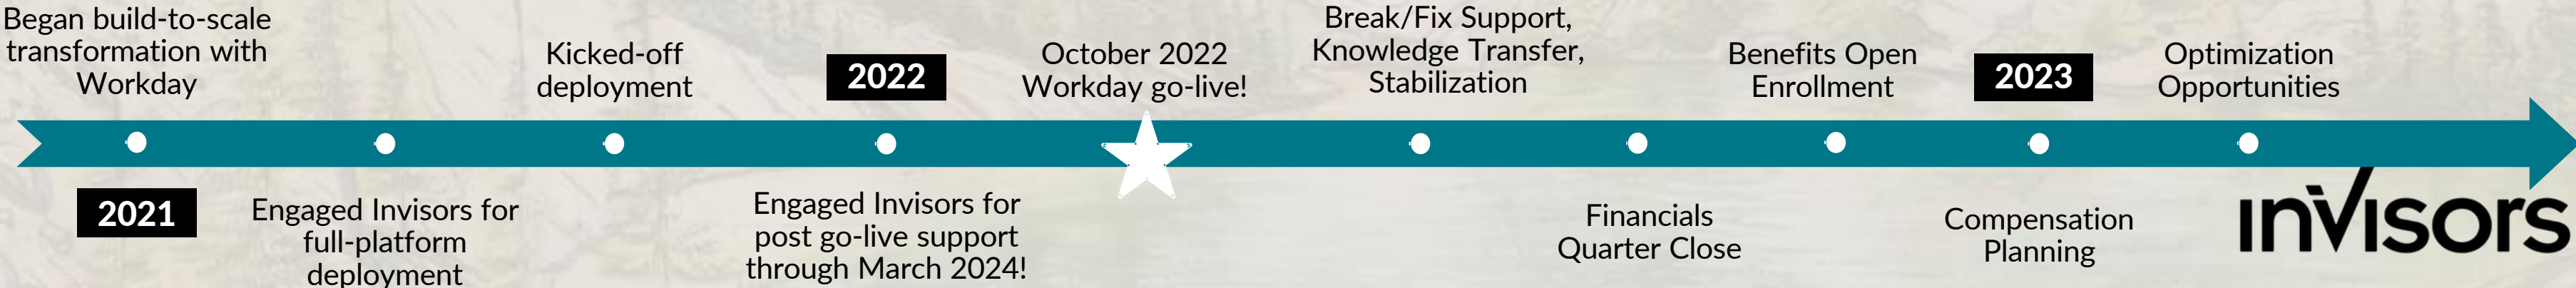 Began build-to-scale
transformation with
Workday
2021
Engaged Invisors for
full-platform
deployment
Kicked-off
deployment
2022
Engaged Invisors for
post go-live support
through March 2024!
October 2022
Workday go-live!
Break/Fix Support,
Knowledge Transfer,
Stabilization
Financials
Quarter Close
Benefits Open
Enrollment
2023
Compensation
Planning
Optimization
Opportunities
invisors